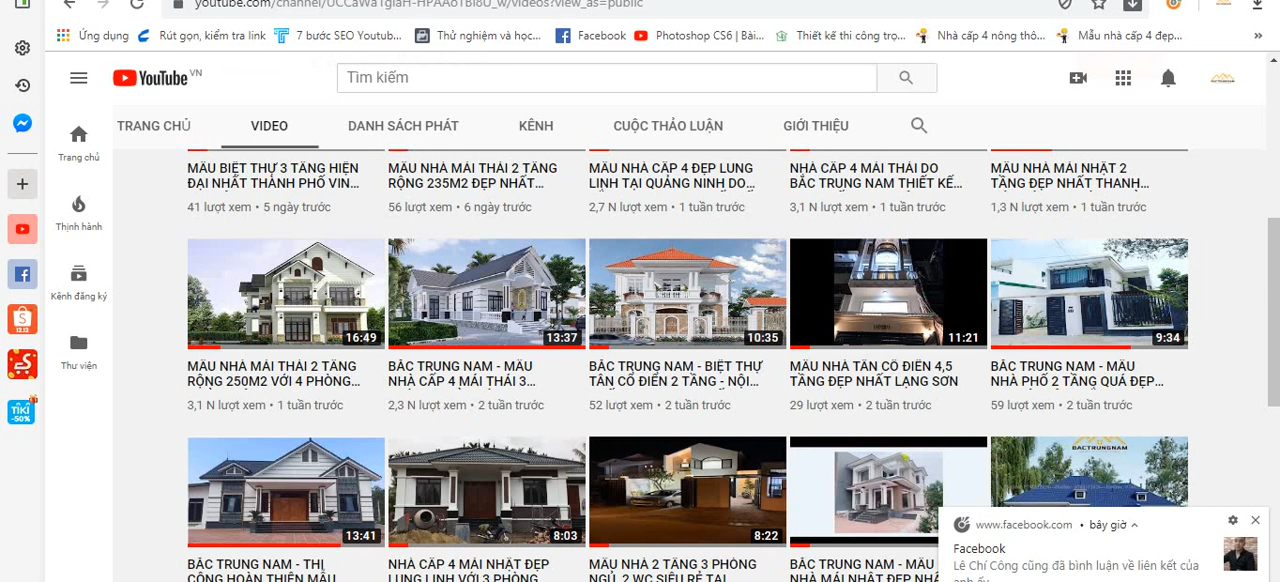 youtube.com/channel/UCCaWaTglaH-HPAAo1Bi8U_w/videos?view_as=public
Ứng dụng
Rút gọn, kiểm tra link
7 bước SEO Youtub...
Thử nghiệm và học...
Facebook
Photoshop CS6 | Bài...
Thiết kế thi công trọ...
Nhà cấp 4 nông thô...
Mẫu nhà cấp 4 đẹp...
»
YouTube VN
Tìm kiếm
TRANG CHỦ
VIDEO
DANH SÁCH PHÁT
KÊNH
CUỘC THẢO LUẬN
GIỚI THIỆU
Trang chủ
Thịnh hành
Kênh đăng ký
Thư viện
12.12
TIKI
-50%
MẪU BIỆT THỰ 3 TẦNG HIỆN
ĐẠI NHẤT THÀNH PHỐ VIN...
41 lượt xem • 5 ngày trước
MẪU NHÀ MÁI THÁI 2 TẦNG
RỘNG 235M2 ĐẸP NHẤT...
56 lượt xem • 6 ngày trước
MẪU NHÀ CẤP 4 ĐẸP LUNG
LINH TẠI QUẢNG NINH DO...
2,7 N lượt xem • 1 tuần trước
NHÀ CẤP 4 MÁI THÁI DO
BẮC TRUNG NAM THIẾT KẾ...
3,1 N lượt xem • 1 tuần trước
MẪU NHÀ MÁI NHẬT 2
TẦNG ĐẸP NHẤT THANH...
1,3 N lượt xem • 1 tuần trước
16:49
MẪU NHÀ MÁI THÁI 2 TẦNG
RỘNG 250M2 VỚI 4 PHÒNG...
3,1 N lượt xem • 1 tuần trước
13:37
BẮC TRUNG NAM - MẪU
NHÀ CẤP 4 MÁI THÁI 3...
2,3 N lượt xem • 2 tuần trước
10:35
BẮC TRUNG NAM - BIỆT THỰ
TÂN CỔ ĐIỂN 2 TẦNG - NỘI...
52 lượt xem • 2 tuần trước
11:21
MẪU NHÀ TÂN CỔ ĐIỂN 4,5
TẦNG ĐẸP NHẤT LẠNG SƠN
29 lượt xem • 2 tuần trước
9:34
BẮC TRUNG NAM - MẪU
NHÀ PHỐ 2 TẦNG QUÁ ĐẸP...
59 lượt xem • 2 tuần trước
13:41
BẮC TRUNG NAM - THI
CÔNG HOÀN THIỆN MẪU
8:03
NHÀ CẤP 4 MÁI NHẬT ĐẸP
LUNG LINH VỚI 3 PHÒNG
8:22
MẪU NHÀ 2 TẦNG 3 PHÒNG
NGỦ, 2 WC SIÊU RẺ TẠI
BẮC TRUNG NAM - MẪU
NHÀ MÁI NHẬT ĐẸP NHẤT
BACTRUNGNAM
www.facebook.com • bây giờ
Facebook
Lê Chí Công cũng đã bình luận về liên kết của
anh ấy.